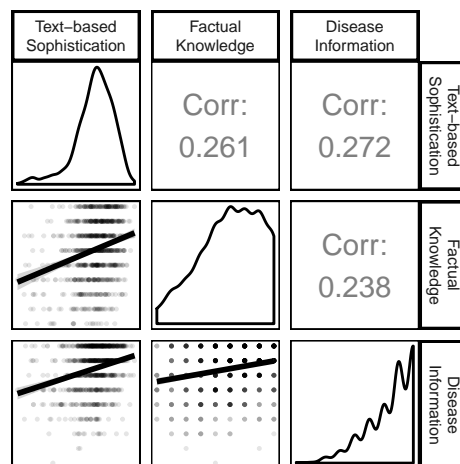 Text−based
Sophistication
Factual
Knowledge
Disease
Information
Corr:
0.261
Corr:
0.272
Text−based
Sophistication
Corr:
0.238
Factual
Knowledge
Disease
Information